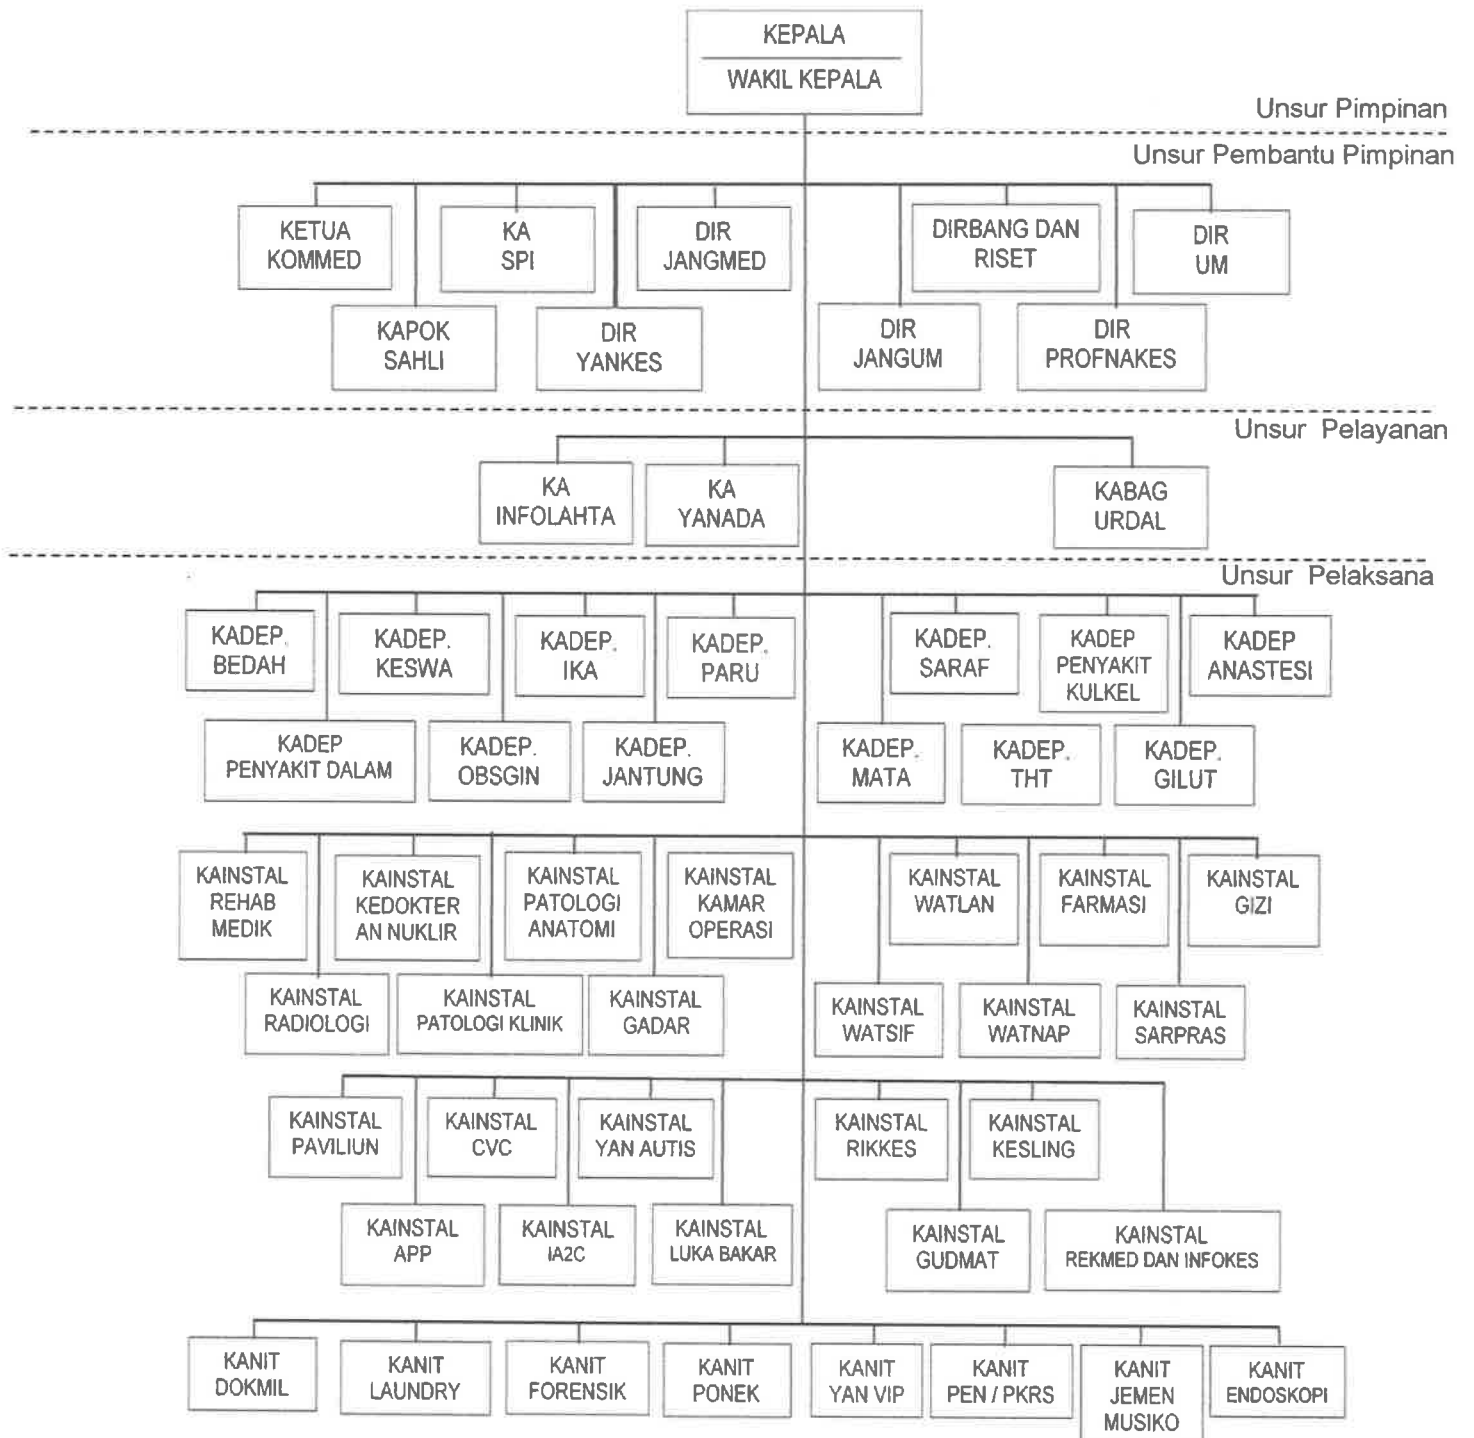 KEPALA
WAKIL KEPALA
Unsur Pimpinan
Unsur Pembantu Pimpinan
KETUA
KOMMED
KA
SPI
DIR
JANGMED
DIRBANG DAN
RISET
DIR
UM
KAPOK
SAHLI
DIR
YANKES
DIR
JANGUM
DIR
PROFNAKES
Unsur Pelayanan
KA
INFOLAHTA
KA
YANADA
KABAG
URDAL
Unsur Pelaksana
KADEP.
BEDAH
KADEP.
KESWA
KADEP.
IKA
KADEP.
PARU
KADEP.
SARAF
KADEP
PENYAKIT
KULKEL
KADEP
ANASTESI
KADEP
PENYAKIT DALAM
KADEP.
OBSGIN
KADEP.
JANTUNG
KADEP.
MATA
KADEP.
THT
KADEP.
GILUT
KAINSTAL
REHAB
MEDIK
KAINSTAL
KEDOKTER
AN NUKLIR
KAINSTAL
PATOLOGI
ANATOMI
KAINSTAL
KAMAR
OPERASI
KAINSTAL
WATLAN
KAINSTAL
FARMASI
KAINSTAL
GIZI
KAINSTAL
RADIOLOGI
KAINSTAL
PATOLOGI KLINIK
KAINSTAL
GADAR
KAINSTAL
WATSIF
KAINSTAL
WATNAP
KAINSTAL
SARPRAS
KAINSTAL
PAVILIUN
KAINSTAL
CVC
KAINSTAL
YAN AUTIS
KAINSTAL
RIKKES
KAINSTAL
KESLING
KAINSTAL
APP
KAINSTAL
IA2C
KAINSTAL
LUKA BAKAR
KAINSTAL
GUDMAT
KAINSTAL
REKMED DAN INFOKES
KANIT
DOKMIL
KANIT
LAUNDRY
KANIT
FORENSIK
KANIT
PONEK
KANIT
YAN VIP
KANIT
PEN / PKRS
KANIT
JEMEN
MUSIKO
KANIT
ENDOSKOPI